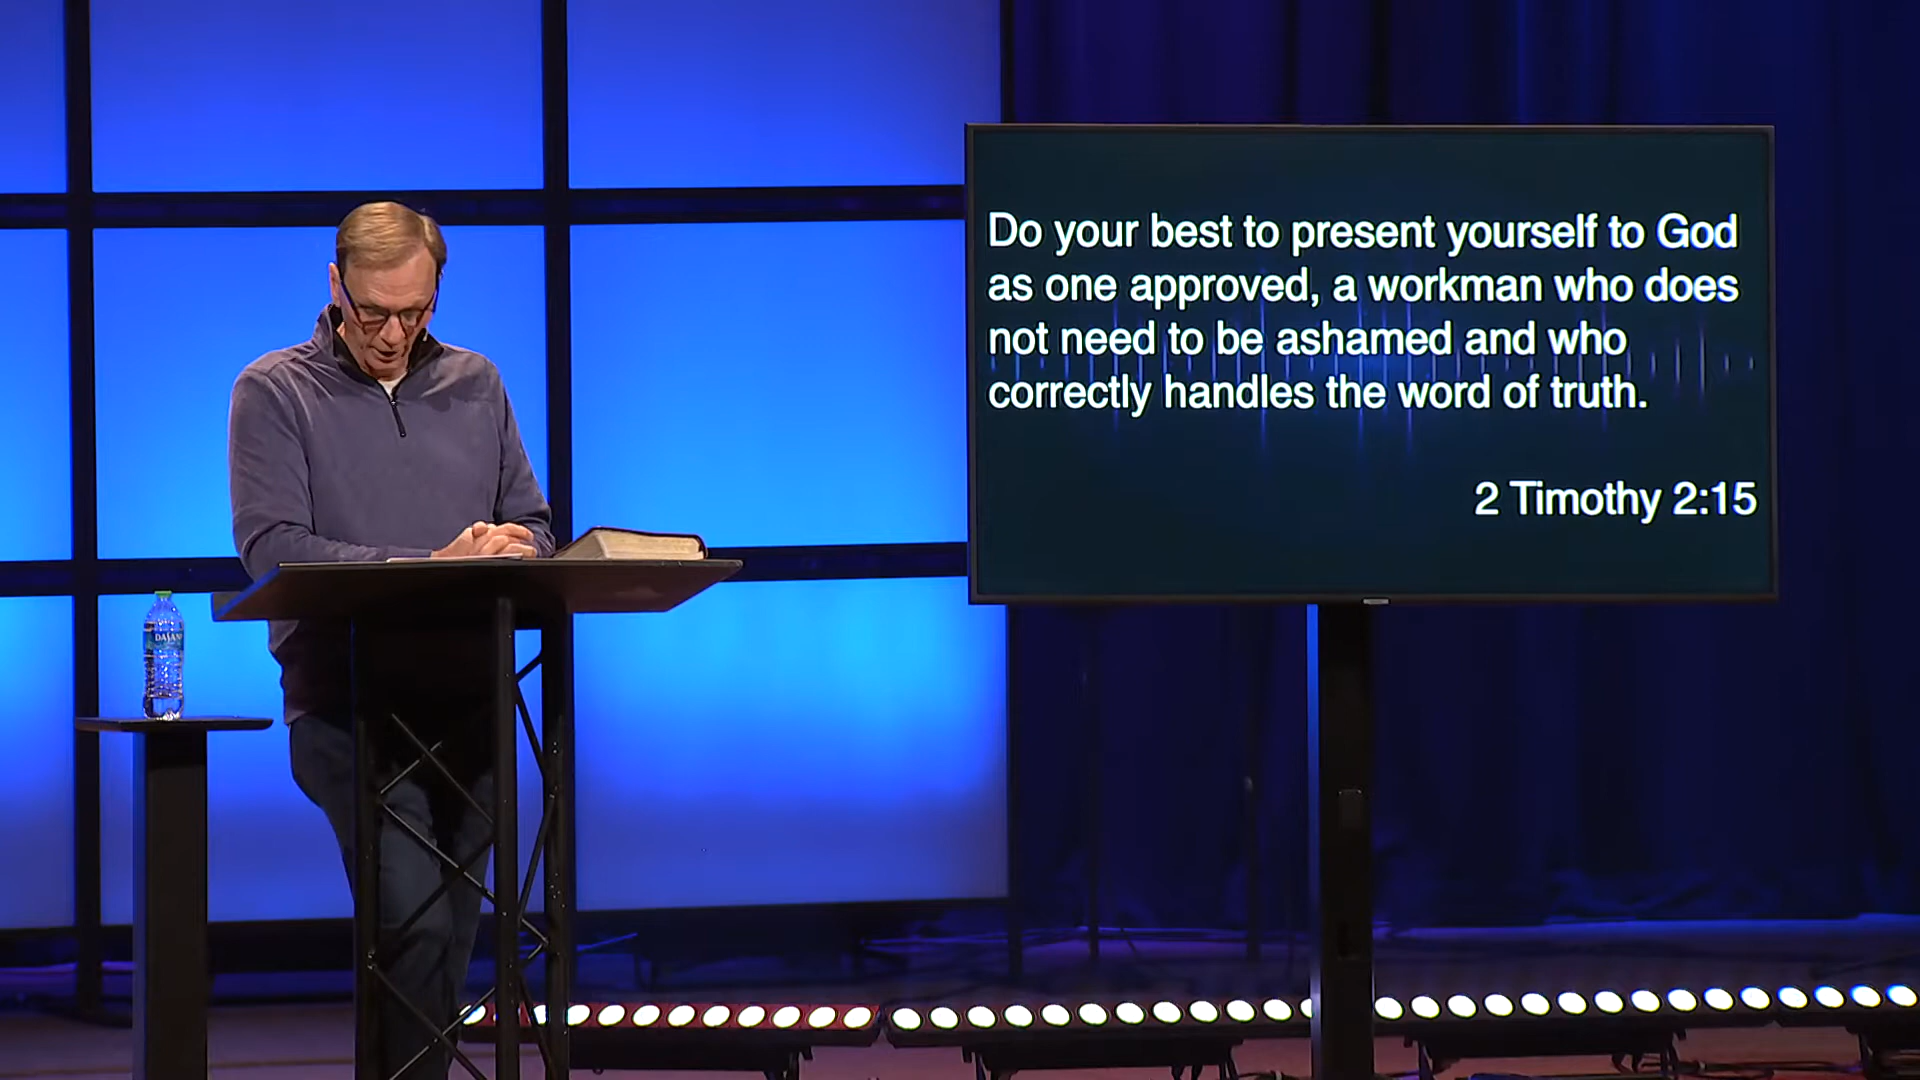 Do your best to present yourself to God
as one approved, a workman who does
not need to be ashamed and who
correctly handles the word of truth.
2 Timothy 2:15
DASANI